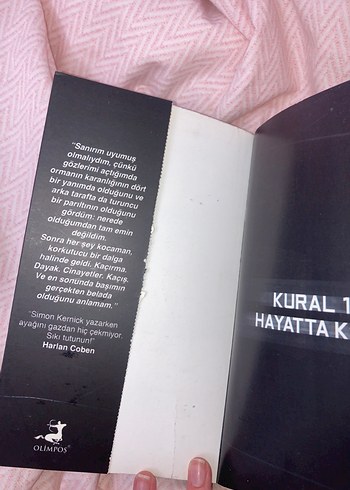 "Sanırım uyumuş
olmalıydım, çünkü
gözlerimi açtığımda
ormanın karanlığının dört
bir yanımda olduğunu ve
arka tarafta da turuncu
bir parıltının olduğunu
gördüm: nerede
olduğumdan tam emin
değildim.
Sonra her şey kocaman,
korkutucu bir dalga
halinde geldi. Kaçırma.
Dayak. Cinayetler. Kaçış.
Ve en sonunda başımın
gerçekten belada
olduğunu anlamam."
"Simon Kernick yazarken
ayağını gazdan hiç çekmiyor.
Sıkı tutunun!"
Harlan Coben
OLİMPOS
KURAL 1
HAYATTA K